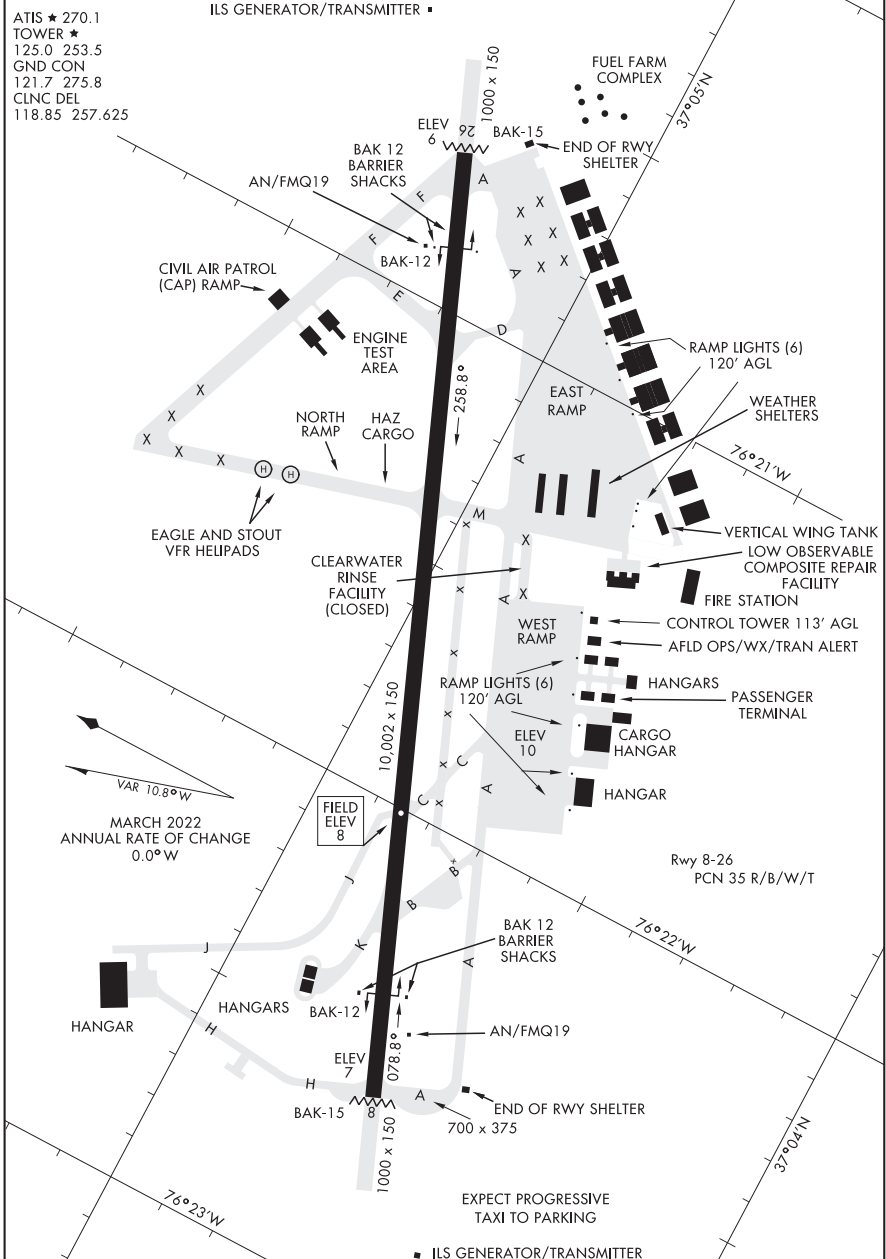 ILS GENERATOR/TRANSMITTER
ATIS ★ 270.1
TOWER ★
125.0 253.5
GND CON
121.7 275.8
CLNC DEL
118.85 257.625
1000 x 150
FUEL FARM
COMPLEX
37°05'N
ELEV
6
26
BAK-15
END OF RWY
SHELTER
BAK 12
BARRIER
SHACKS
AN/FMQ19
A
F
X
X
F
X
X
BAK-12
X
X
A
CIVIL AIR PATROL
(CAP) RAMP
E
D
ENGINE
TEST
AREA
RAMP LIGHTS (6)
120' AGL
258.8°
EAST
RAMP
X
X
X
X
X
NORTH
RAMP
HAZ
CARGO
WEATHER
SHELTERS
A
76°21'W
H
H
M
x
EAGLE AND STOUT
VFR HELIPADS
VERTICAL WING TANK
X
LOW OBSERVABLE
COMPOSITE REPAIR
FACILITY
CLEARWATER
RINSE
FACILITY
(CLOSED)
x
X
A
FIRE STATION
WEST
RAMP
CONTROL TOWER 113' AGL
AFLD OPS/WX/TRAN ALERT
x
RAMP LIGHTS (6)
120' AGL
HANGARS
PASSENGER
TERMINAL
10,002 x 150
x
ELEV
10
CARGO
HANGAR
x
C
C
x
A
HANGAR
VAR 10.8° W
MARCH 2022
ANNUAL RATE OF CHANGE
0.0° W
FIELD
ELEV
8
Rwy 8-26
PCN 35 R/B/W/T
J
B+
B
76°22'W
K
J
BAK 12
BARRIER
SHACKS
A
HANGAR
HANGARS
BAK-12
H
AN/FMQ19
078.8°
ELEV
7
H
A
BAK-15
8
END OF RWY SHELTER
700 x 375
1000 x 150
37°04'N
76°23'W
EXPECT PROGRESSIVE
TAXI TO PARKING
ILS GENERATOR/TRANSMITTER